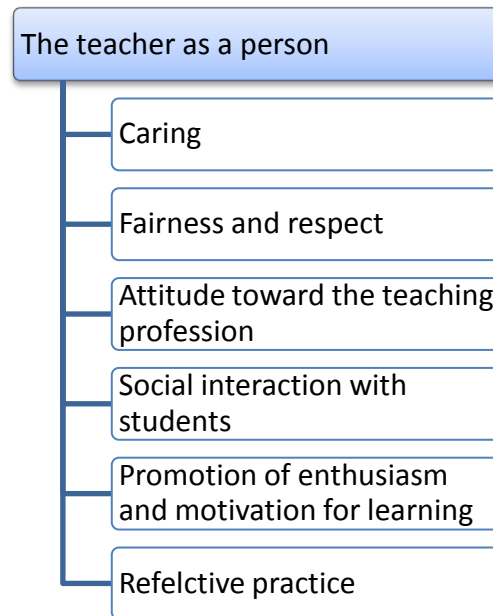 The teacher as a person
Caring
Fairness and respect
Attitude toward the teaching
profession
Social interaction with
students
Promotion of enthusiasm
and motivation for learning
Refelctive practice